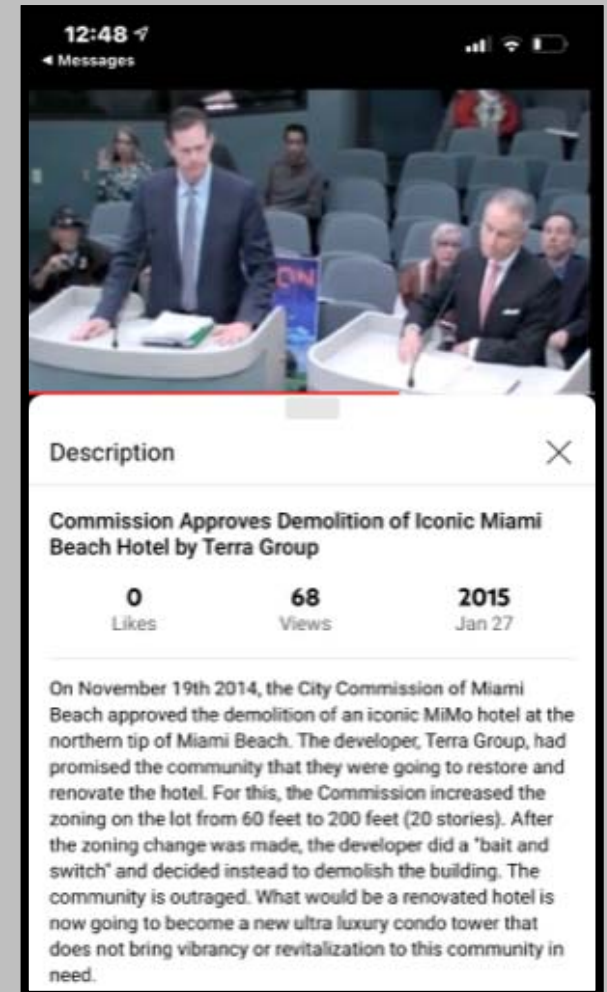 12:48
◀ Messages
ON
Description
Commission Approves Demolition of Iconic Miami
Beach Hotel by Terra Group
0 68 2015
Likes Views Jan 27
On November 19th 2014, the City Commission of Miami
Beach approved the demolition of an iconic MiMo hotel at the
northern tip of Miami Beach. The developer, Terra Group, had
promised the community that they were going to restore and
renovate the hotel. For this, the Commission increased the
zoning on the lot from 60 feet to 200 feet (20 stories). After
the zoning change was made, the developer did a "bait and
switch" and decided instead to demolish the building. The
community is outraged. What would be a renovated hotel is
now going to become a new ultra luxury condo tower that
does not bring vibrancy or revitalization to this community in
need.